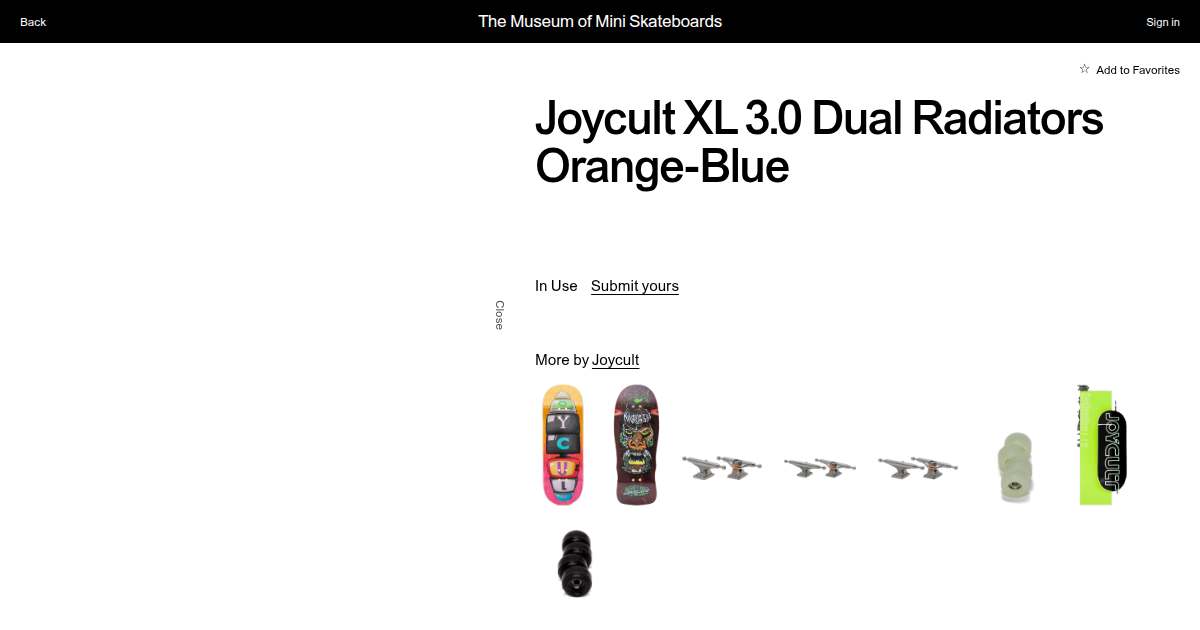 Back
The Museum of Mini Skateboards
Sign in
☆ Add to Favorites
Joycult XL 3.0 Dual Radiators
Orange-Blue
In Use Submit yours
Close
More by Joycult
Y
C
U
L
JOYCULT